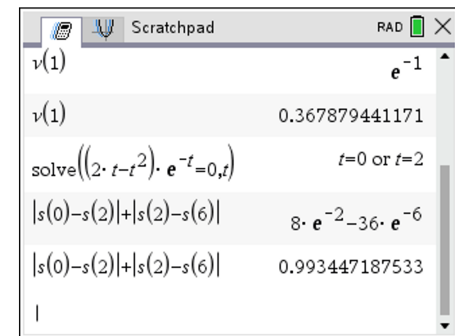 Scratchpad RAD
v(1) e^-1
v(1) 0.367879441171
solve((2·t−t^2)·e^-t=0,t) t=0 or t=2
|s(0)−s(2)|+|s(2)−s(6)| 8·e^-2−36·e^-6
|s(0)−s(2)|+|s(2)−s(6)| 0.993447187533